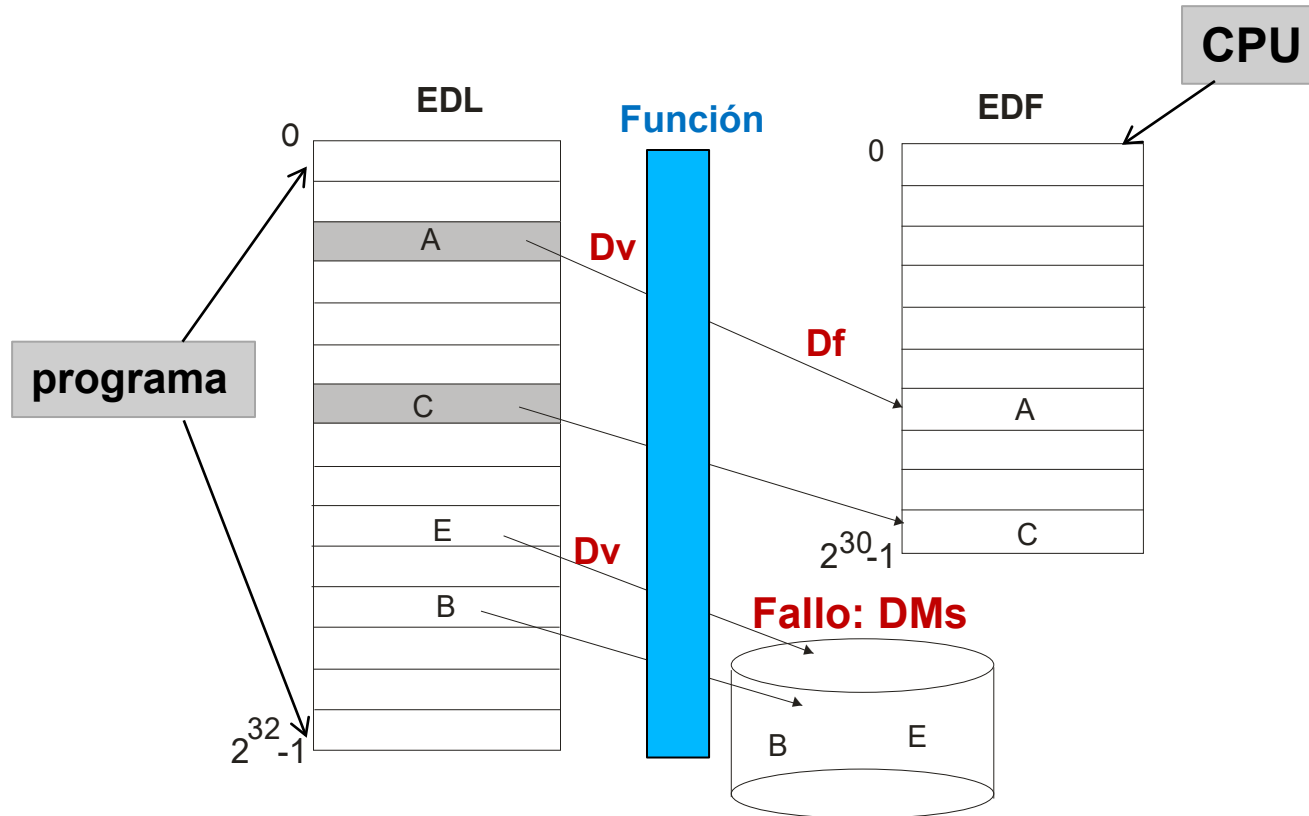 CPU
EDL
Función
EDF
0
0
A
Dv
Df
programa
A
C
E
Dv
C
2^30-1
B
Fallo: DMs
2^32-1
B
E